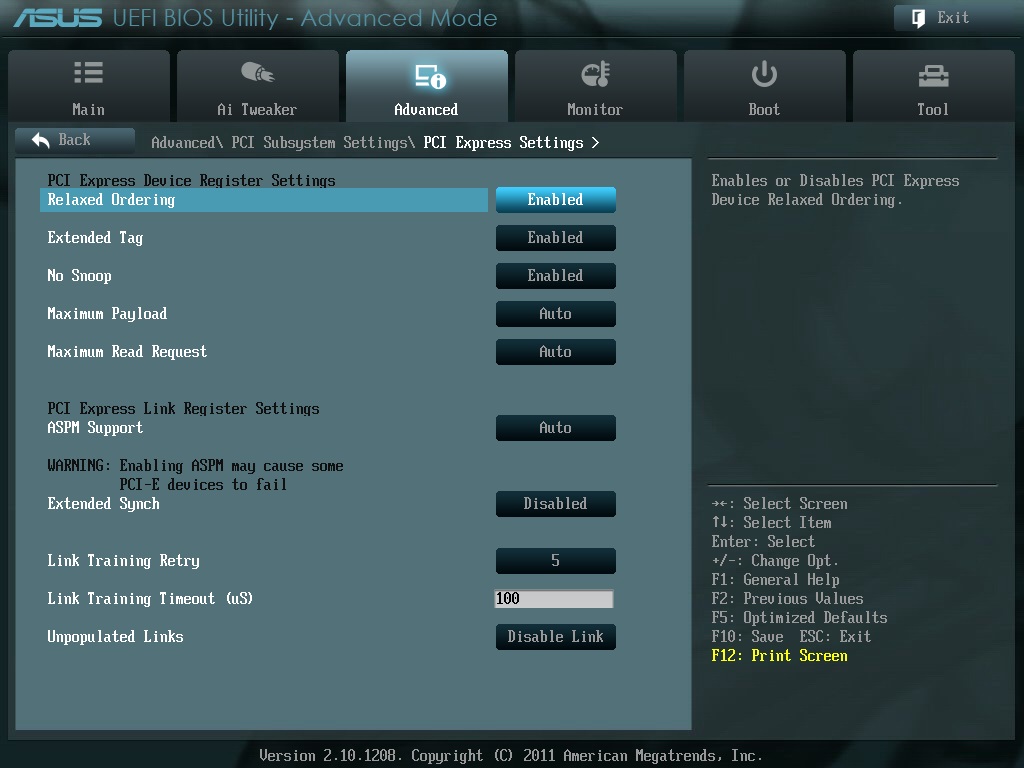 ASUS UEFI BIOS Utility - Advanced Mode
Exit
Main
Ai Tweaker
Advanced
Monitor
Boot
Tool
Back
Advanced\ PCI Subsystem Settings\ PCI Express Settings >
PCI Express Device Register Settings
Relaxed Ordering Enabled
Extended Tag Enabled
No Snoop Enabled
Maximum Payload Auto
Maximum Read Request Auto
PCI Express Link Register Settings
ASPM Support Auto
WARNING: Enabling ASPM may cause some
PCI-E devices to fail
Extended Synch Disabled
Link Training Retry 5
Link Training Timeout (uS) 100
Unpopulated Links Disable Link
Enables or Disables PCI Express
Device Relaxed Ordering.
→←: Select Screen
↑↓: Select Item
Enter: Select
+/-: Change Opt.
F1: General Help
F2: Previous Values
F5: Optimized Defaults
F10: Save ESC: Exit
F12: Print Screen
Version 2.10.1208. Copyright (C) 2011 American Megatrends, Inc.